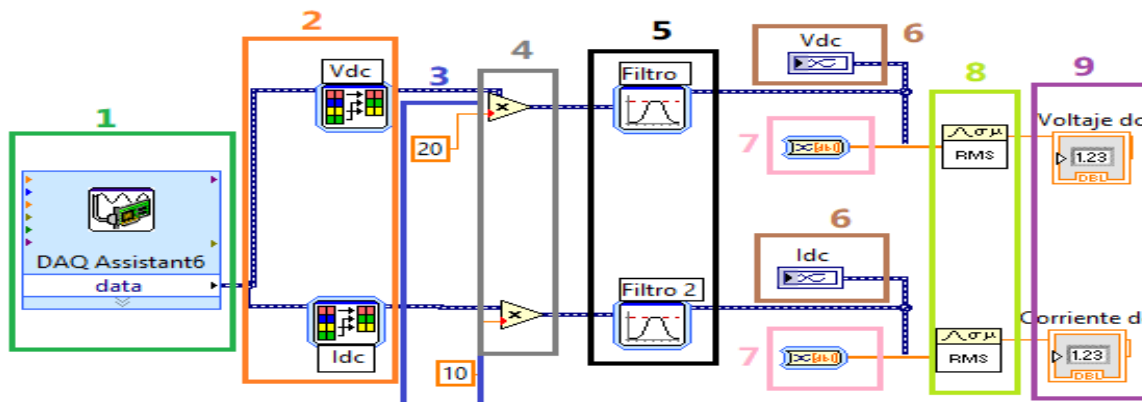 1
2
3
4
5
6
8
9
Vdc
Vdc
Filtro
20
7
RMS
Voltaje do
1.23
DBL
DAQ Assistant6
data
6
Idc
Filtro 2
Idc
10
7
RMS
Corriente d
1.23
DBL